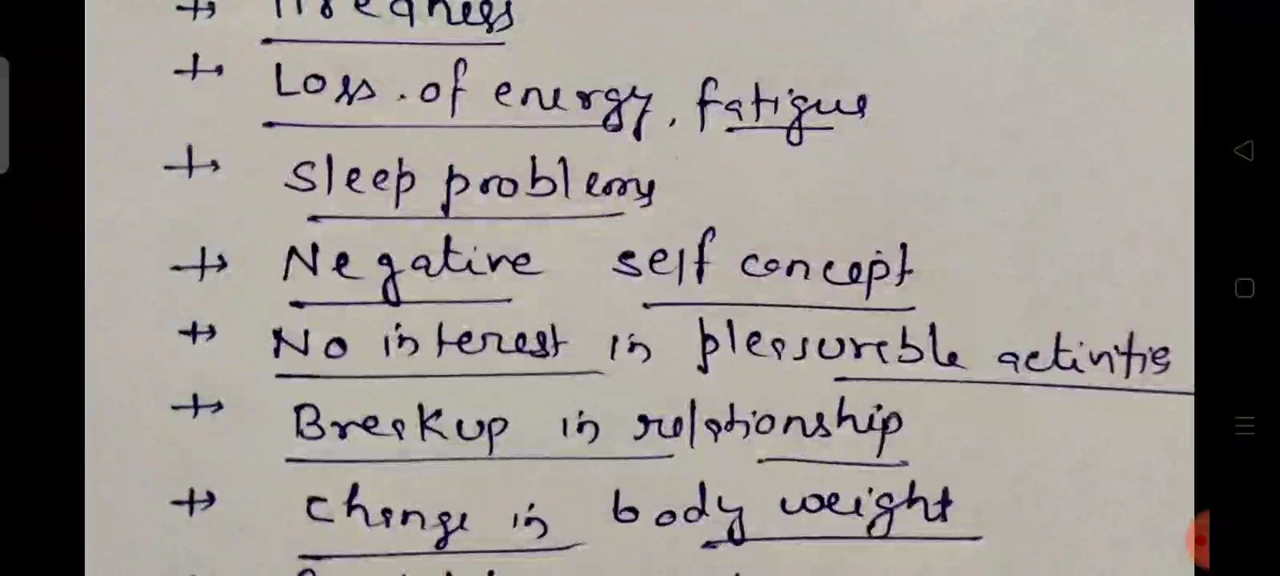 Tiredness
Loss of energy, fatigue
Sleep problems
Negative self concept
No interest in pleasurable activities
Breakup in relationship
change in body weight